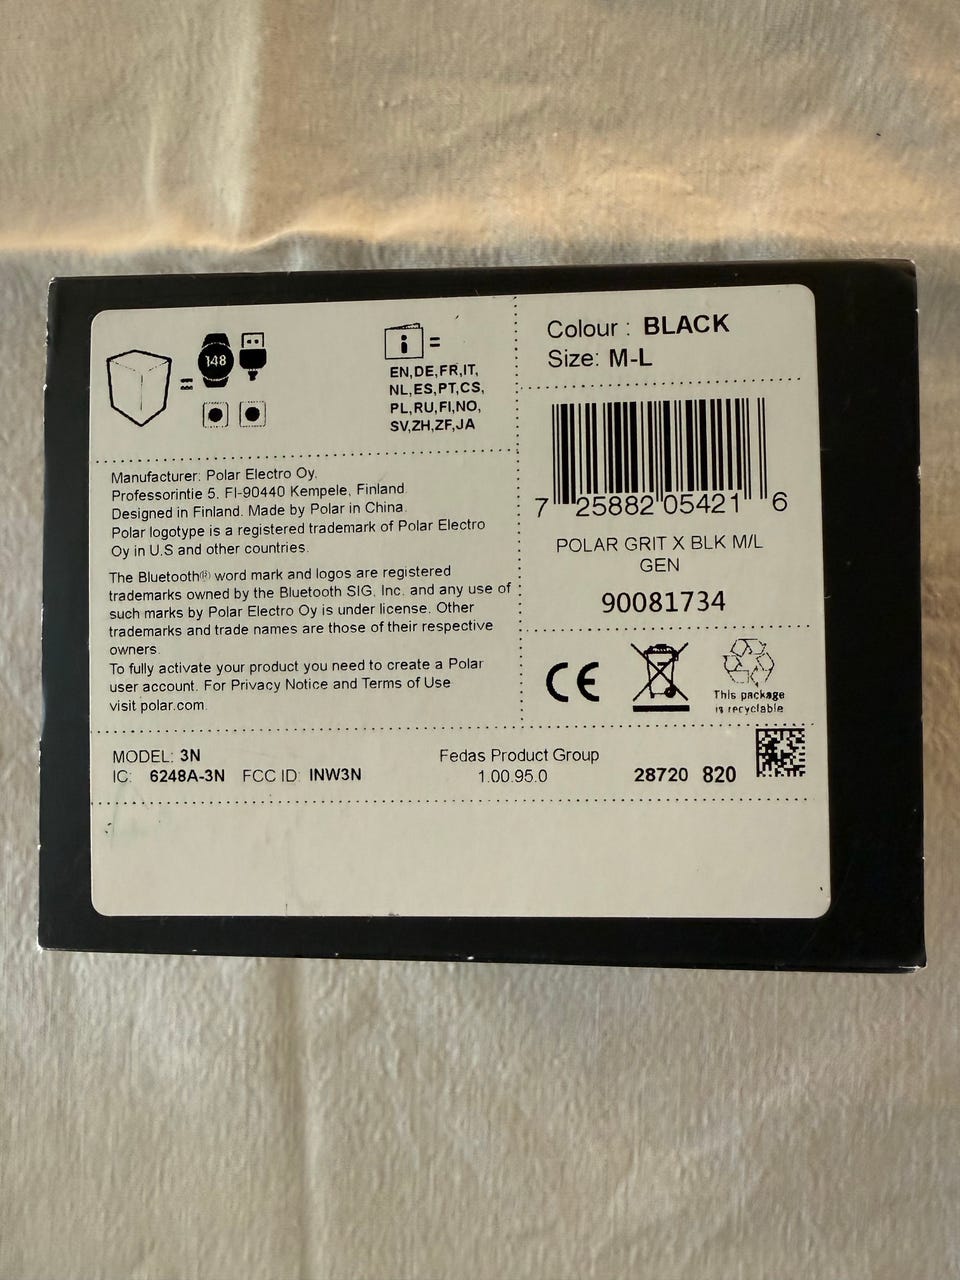 148
i =
=
EN,DE,FR,IT,
NL,ES,PT,CS,
PL,RU,FI,NO,
SV,ZH,ZF,JA
Colour : BLACK
Size: M-L
7 25882 05421 6
POLAR GRIT X BLK M/L
GEN
90081734
Manufacturer: Polar Electro Oy.
Professorintie 5. FI-90440 Kempele, Finland.
Designed in Finland. Made by Polar in China.
Polar logotype is a registered trademark of Polar Electro
Oy in U.S and other countries.
The Bluetooth® word mark and logos are registered
trademarks owned by the Bluetooth SIG, Inc. and any use of
such marks by Polar Electro Oy is under license. Other
trademarks and trade names are those of their respective
owners.
To fully activate your product you need to create a Polar
user account. For Privacy Notice and Terms of Use
visit polar.com.
CE
This package
is recyclable
MODEL: 3N
IC: 6248A-3N FCC ID: INW3N
Fedas Product Group
1.00.95.0
28720 820